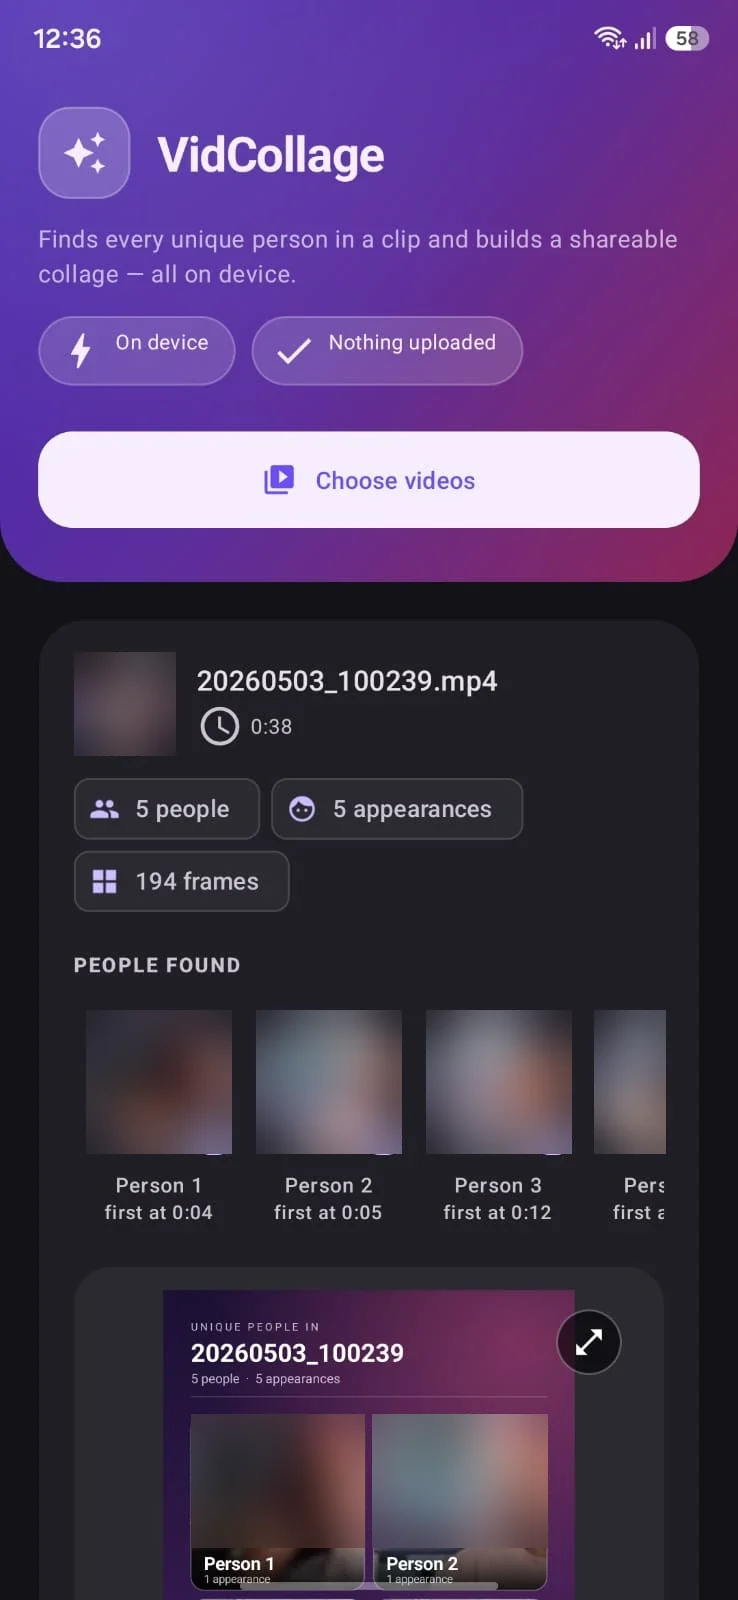 12:36
58
VidCollage
Finds every unique person in a clip and builds a shareable
collage — all on device.
On device
Nothing uploaded
Choose videos
20260503_100239.mp4
0:38
5 people
5 appearances
194 frames
PEOPLE FOUND
Person 1
first at 0:04
Person 2
first at 0:05
Person 3
first at 0:12
Pers
first a
UNIQUE PEOPLE IN
20260503_100239
5 people · 5 appearances
Person 1
1 appearance
Person 2
1 appearance